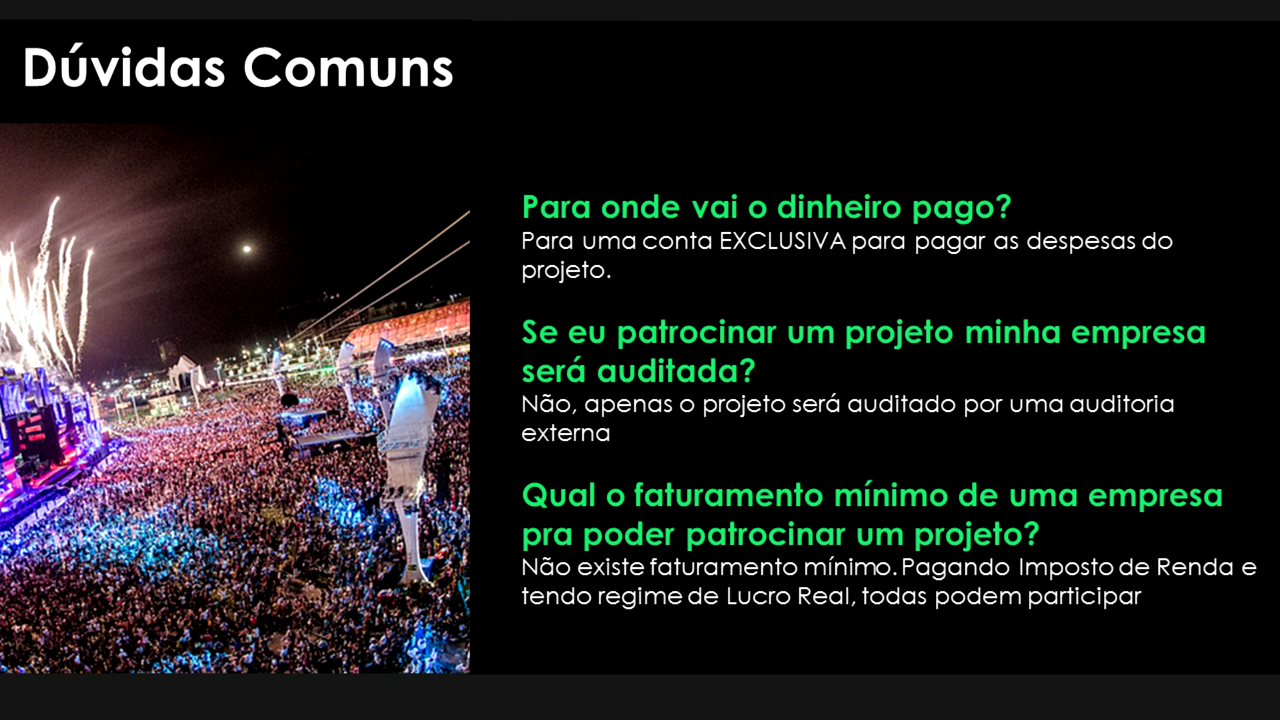 Dúvidas Comuns
Para onde vai o dinheiro pago?
Para uma conta EXCLUSIVA para pagar as despesas do
projeto.
Se eu patrocinar um projeto minha empresa
será auditada?
Não, apenas o projeto será auditado por uma auditoria
externa
Qual o faturamento mínimo de uma empresa
pra poder patrocinar um projeto?
Não existe faturamento mínimo. Pagando Imposto de Renda e
tendo regime de Lucro Real, todas podem participar